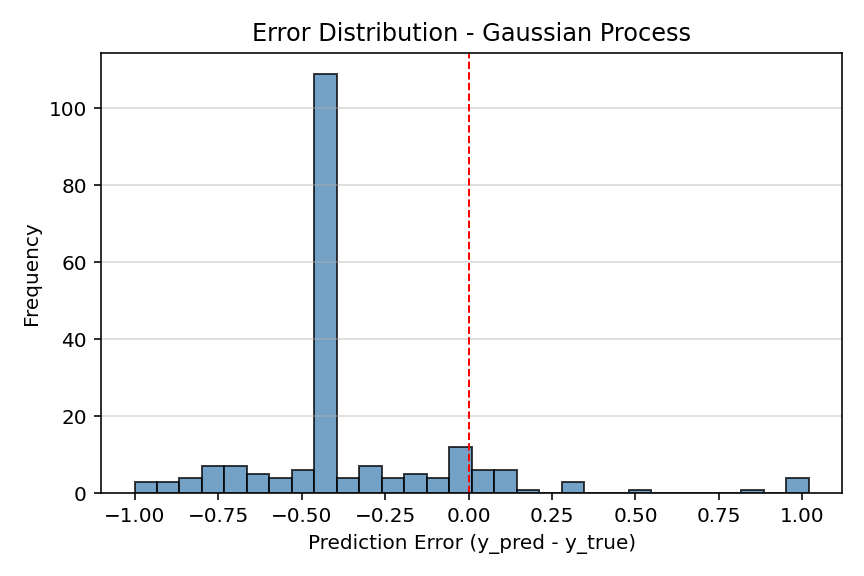 Error Distribution - Gaussian Process
Frequency
100
80
60
40
20
0
−1.00 −0.75 −0.50 −0.25 0.00 0.25 0.50 0.75 1.00
Prediction Error (y_pred - y_true)